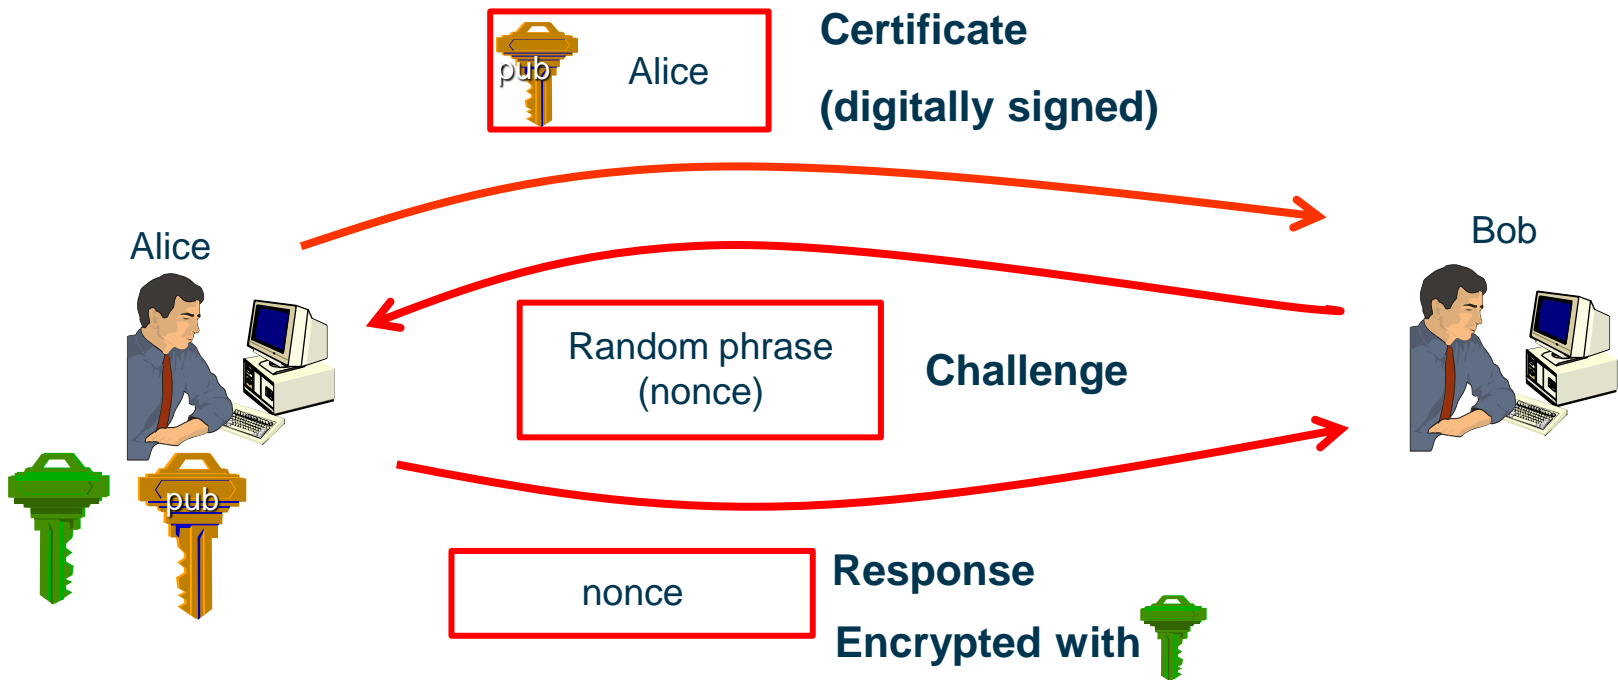 pub
Alice
Certificate
(digitally signed)
Alice
Bob
Random phrase
(nonce)
Challenge
pub
nonce
Response
Encrypted with